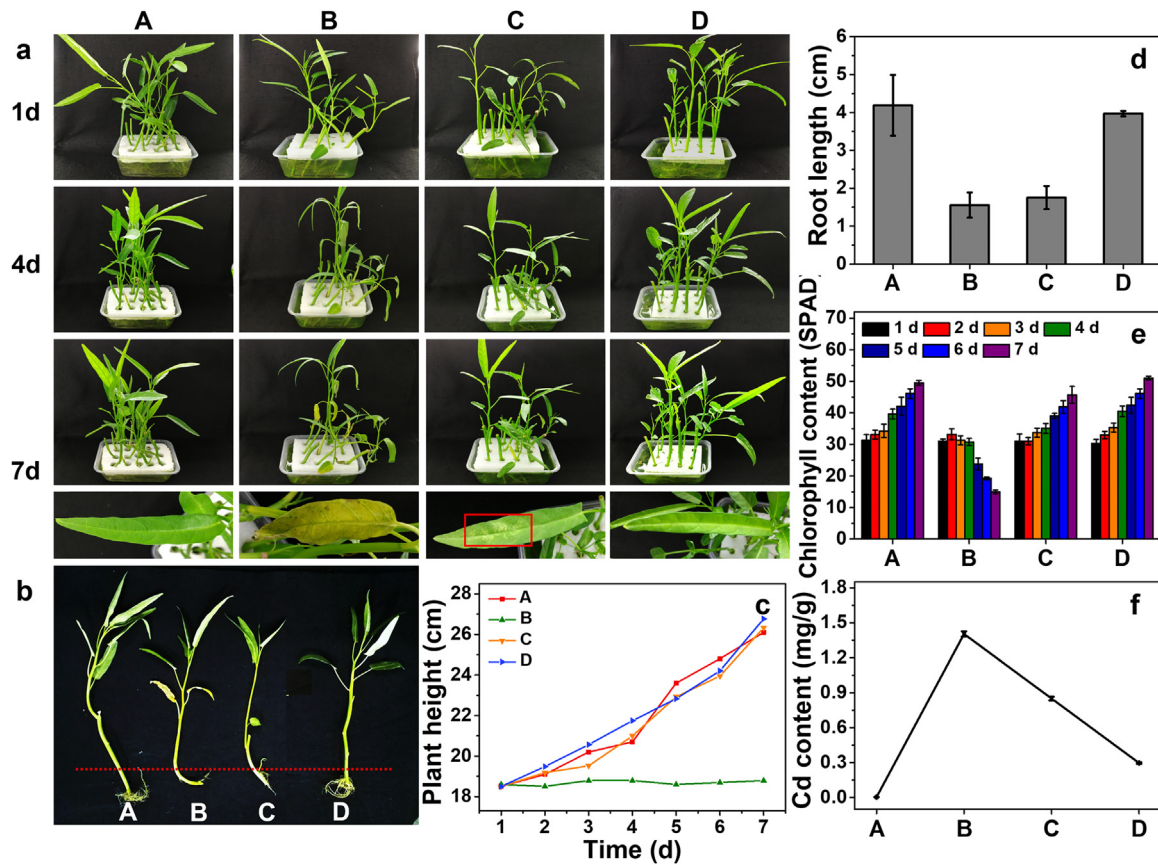 A B C D
a
1d
4d
7d
b
A B C D
c
A
B
C
D
Plant height (cm)
26
24
22
20
18
1 2 3 4 5 6 7
Time (d)
d
Root length (cm)
6
5
4
3
2
1
0
A B C D
e
Chlorophyll content (SPAD)
70
60
50
40
30
20
10
0
1 d 2 d 3 d 4 d
5 d 6 d 7 d
A B C D
f
Cd content (mg/g)
1.5
1.2
0.9
0.6
0.3
0.0
A B C D